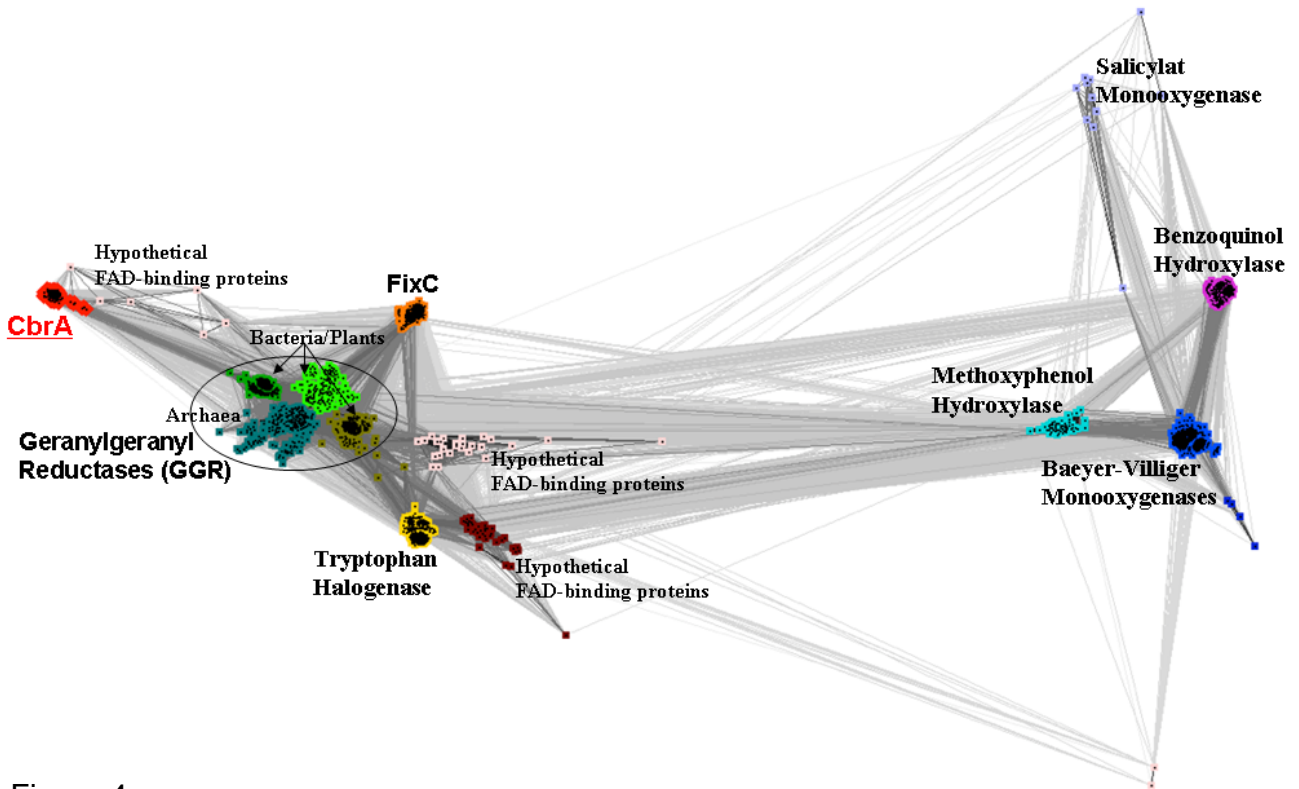 Salicylat
Monooxygenase
Benzoquinol
Hydroxylase
Hypothetical
FAD-binding proteins
CbrA
FixC
Bacteria/Plants
Archaea
Geranylgeranyl
Reductases (GGR)
Methoxyphenol
Hydroxylase
Hypothetical
FAD-binding proteins
Baeyer-Villiger
Monooxygenases
Tryptophan
Halogenase
Hypothetical
FAD-binding proteins